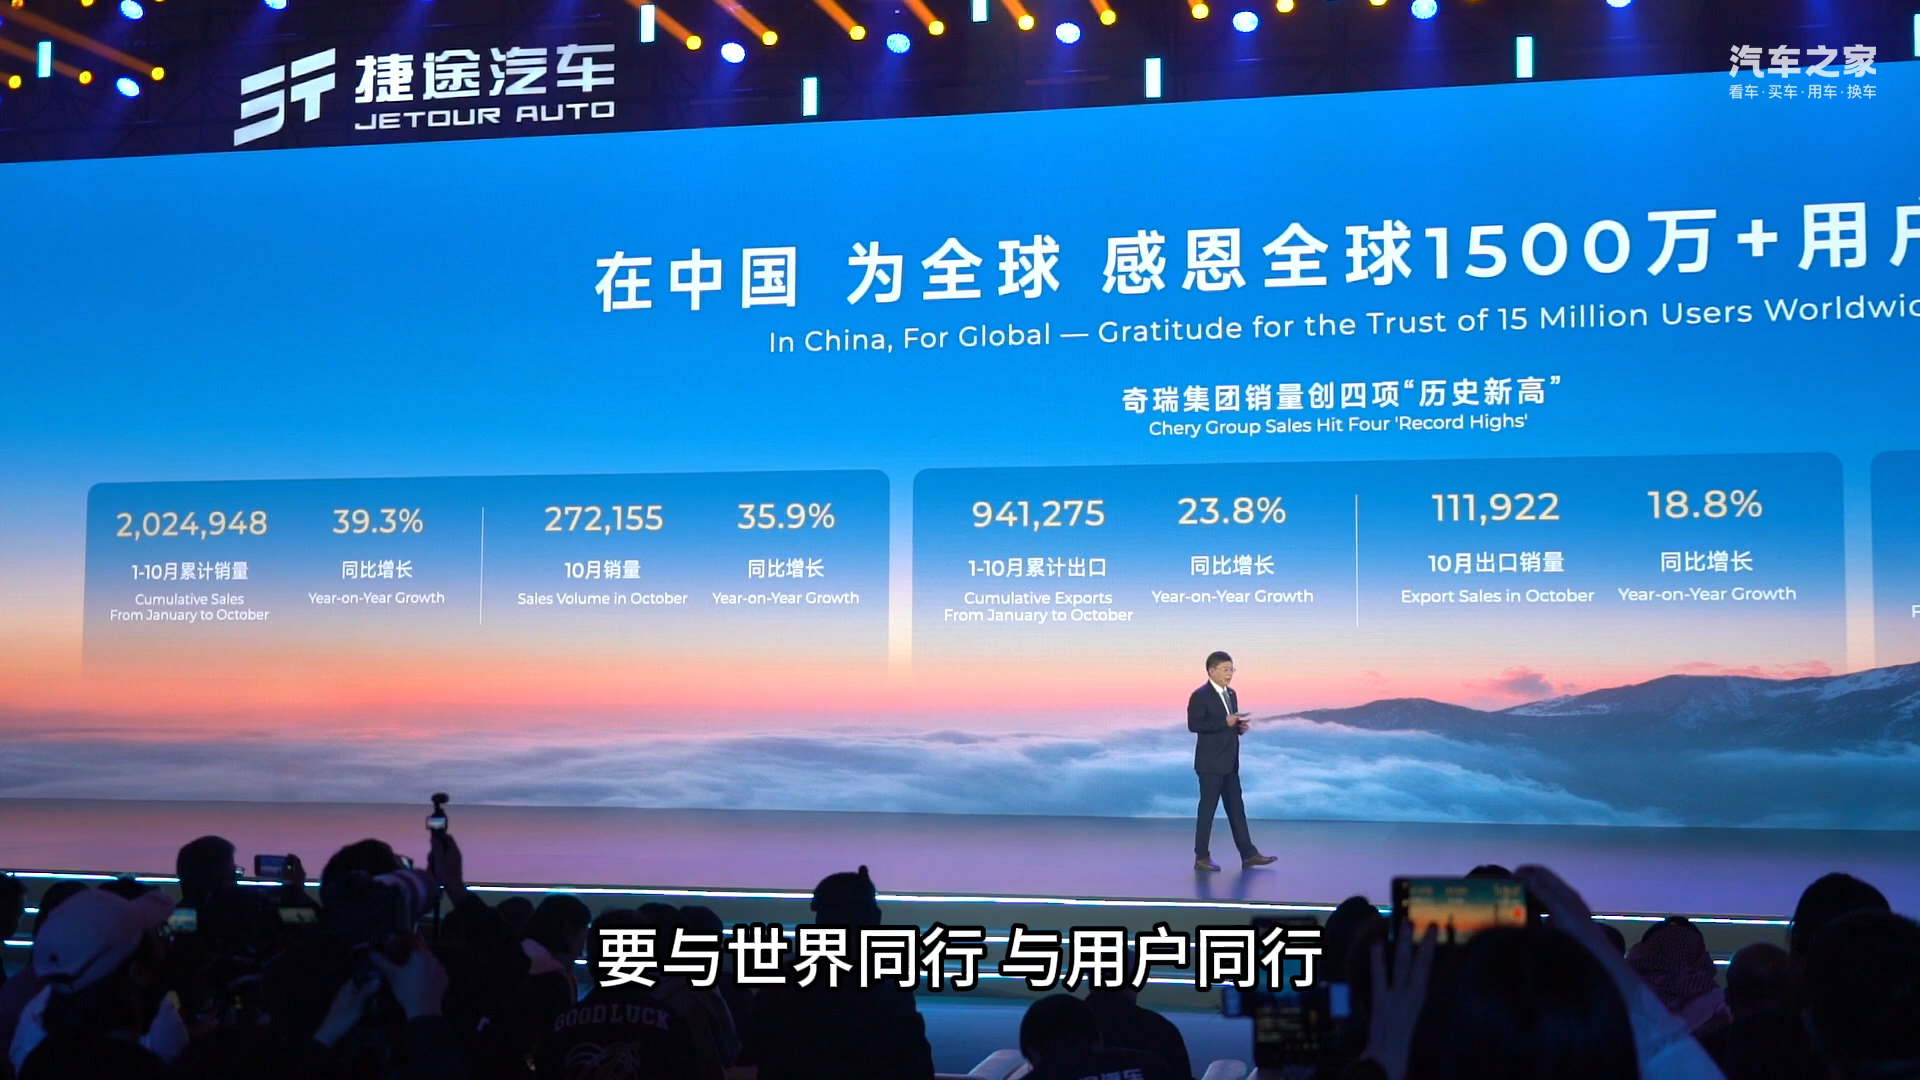 捷途汽车
JETOUR AUTO
汽车之家
看车·买车·用车·换车
在中国 为全球 感恩全球1500万+用户
In China, For Global — Gratitude for the Trust of 15 Million Users Worldwid
奇瑞集团销量创四项“历史新高”
Chery Group Sales Hit Four 'Record Highs'
2,024,948 39.3% 272,155 35.9% 941,275 23.8% 111,922 18.8%
1-10月累计销量 同比增长 10月销量 同比增长 1-10月累计出口 同比增长 10月出口销量 同比增长
Cumulative Sales Year-on-Year Growth Sales Volume in October Year-on-Year Growth Cumulative Exports Year-on-Year Growth Export Sales in October Year-on-Year Growth
From January to October From January to October
要与世界同行 与用户同行
GOOD LUCK